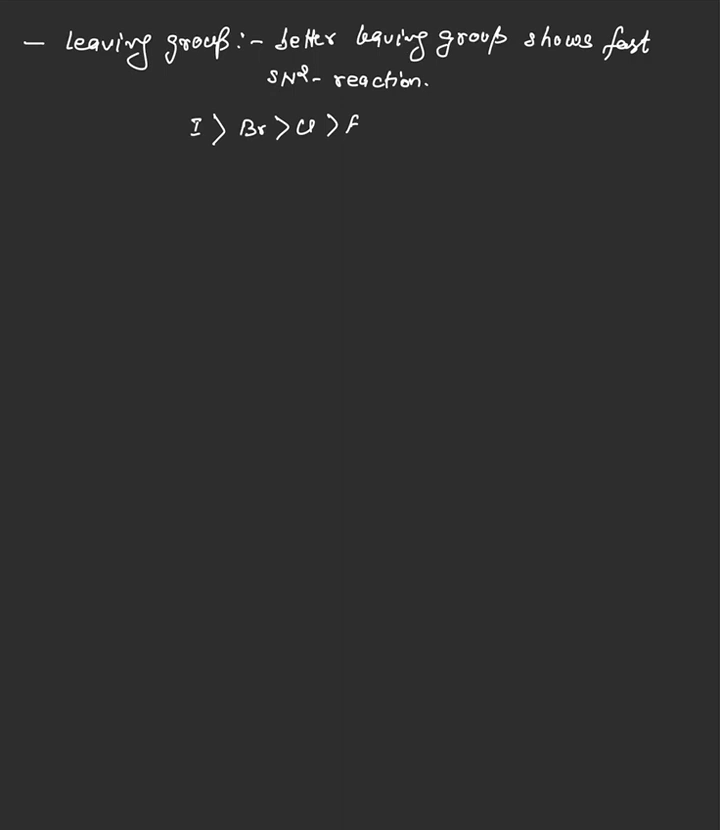 — Leaving group:- better leaving group shows fast
SN2- reaction.
I > Br > Cl > F